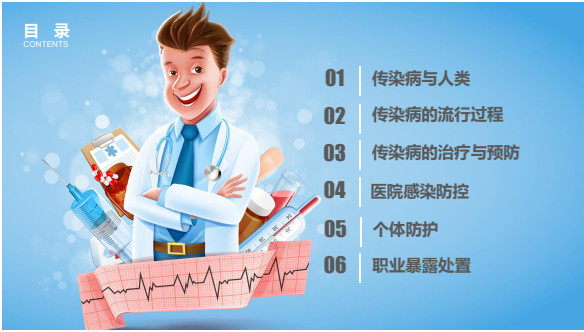 目 录
CONTENTS
01 传染病与人类
02 传染病的流行过程
03 传染病的治疗与预防
04 医院感染防控
05 个体防护
06 职业暴露处置